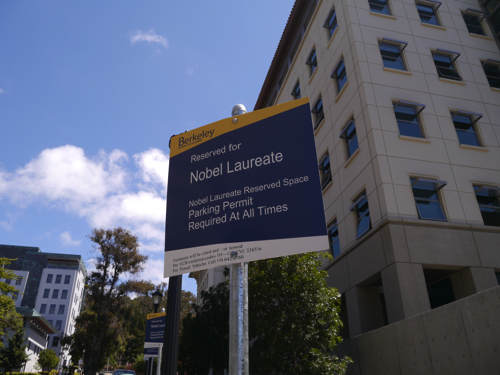 Berkeley
Reserved for
Nobel Laureate
Nobel Laureate Reserved Space
Parking Permit
Required At All Times